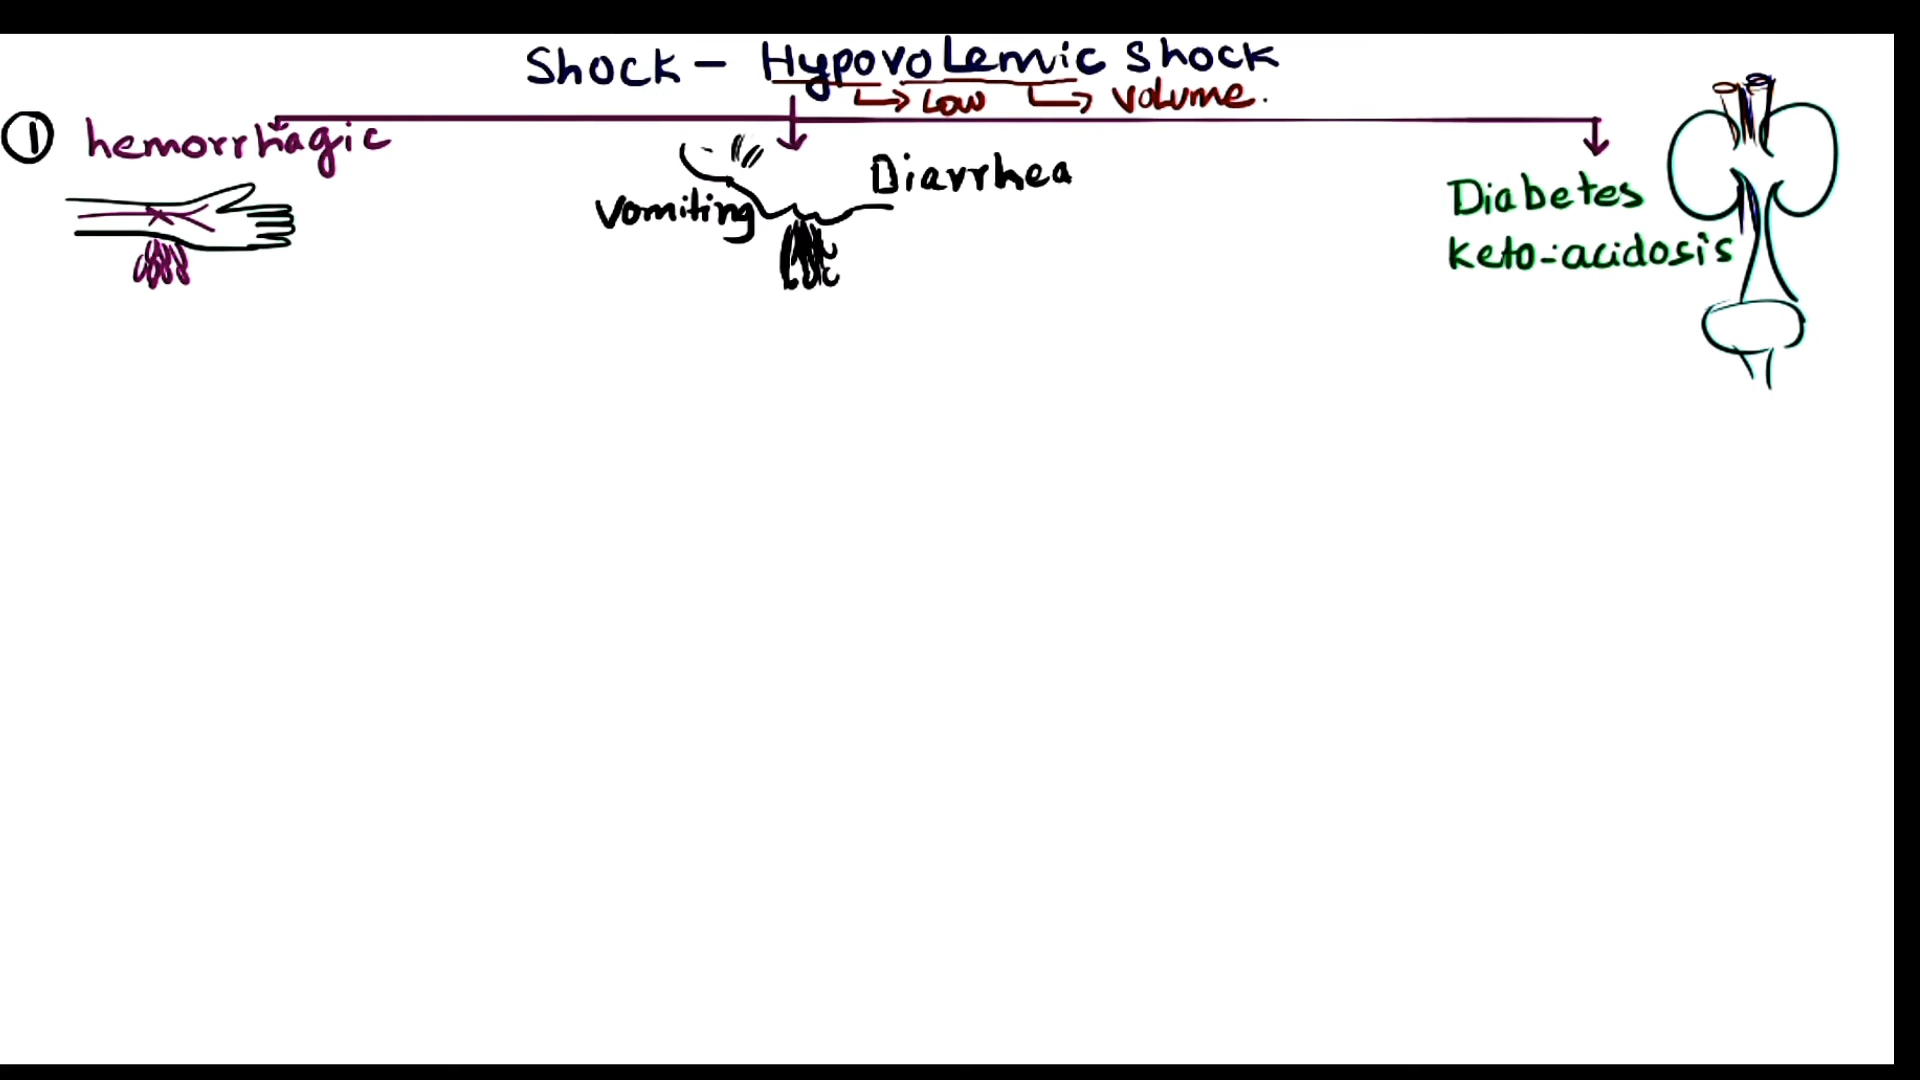 Shock - Hypovolemic Shock
Low volume.
1 hemorrhagic
Vomiting Diarrhea
Diabetes
keto-acidosis